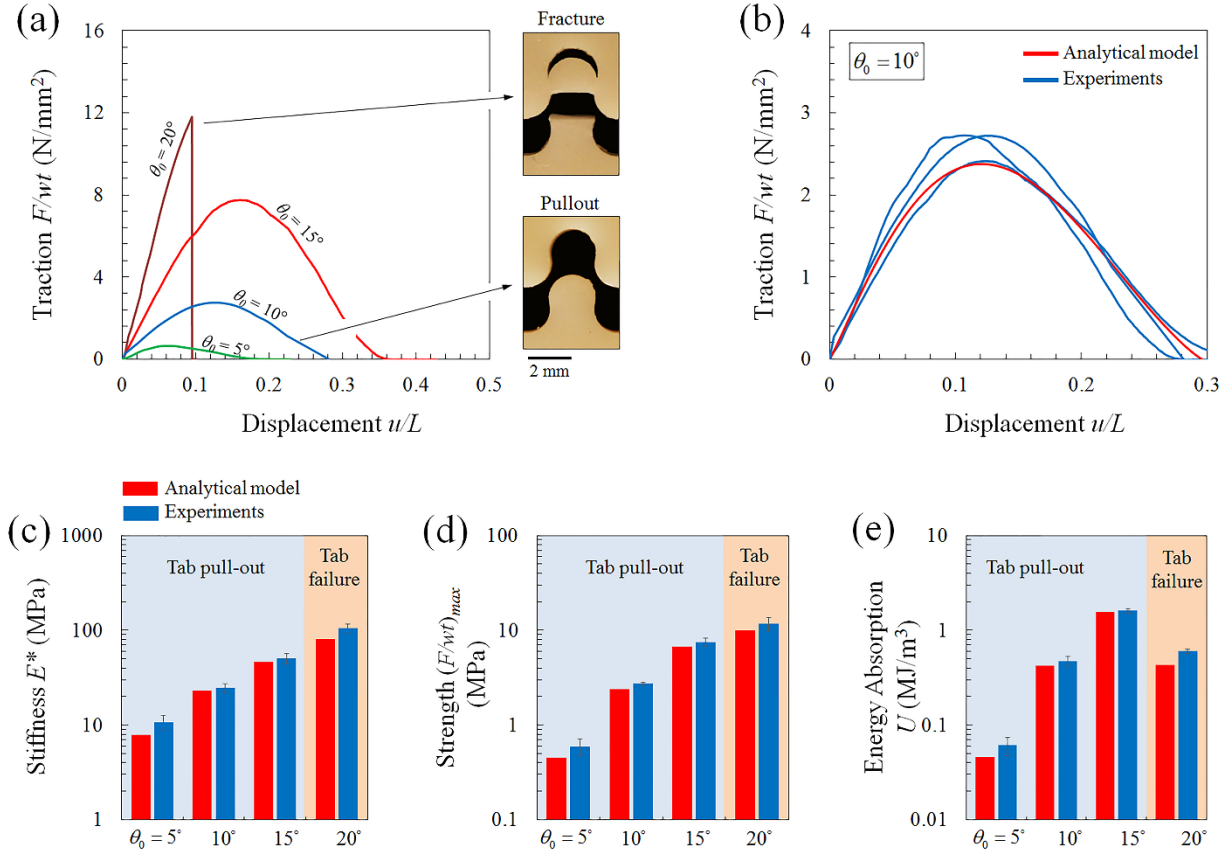 (a)
Traction F/wt (N/mm²)
16
12
8
4
0
0
0.1
0.2
0.3
0.4
0.5
Displacement u/L
θ₀ = 20°
θ₀ = 15°
θ₀ = 10°
θ₀ = 5°
Fracture
Pullout
2 mm
(b)
Traction F/wt (N/mm²)
4
3
2
1
0
0
0.1
0.2
0.3
Displacement u/L
θ₀ = 10°
Analytical model
Experiments
Analytical model
Experiments
(c)
Stiffness E* (MPa)
1000
100
10
1
Tab pull-out
Tab
failure
θ₀ = 5°
10°
15°
20°
(d)
Strength (F/wt)max
(MPa)
100
10
1
0.1
Tab pull-out
Tab
failure
θ₀ = 5°
10°
15°
20°
(e)
Energy Absorption
U (MJ/m³)
10
1
0.1
0.01
Tab pull-out
Tab
failure
θ₀ = 5°
10°
15°
20°